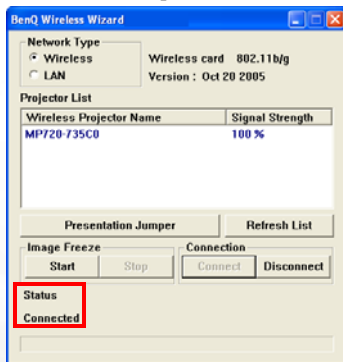 BenQ Wireless Wizard
Network Type
Wireless Wireless card 802.11b/g
LAN Version : Oct 20 2005
Projector List
Wireless Projector Name Signal Strength
MP720-735C0 100 %
Presentation Jumper Refresh List
Image Freeze Connection
Start Stop Connect Disconnect
Status
Connected